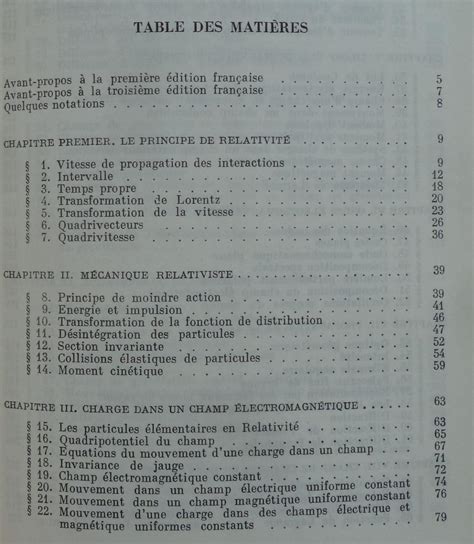 TABLE DES MATIÈRES
Avant-propos à la première édition française . . . . . . . . . . 5
Avant-propos à la troisième édition française . . . . . . . . . . 7
Quelques notations . . . . . . . . . . 8
CHAPITRE PREMIER. LE PRINCIPE DE RELATIVITÉ . . . . . . . . . . 9
§ 1. Vitesse de propagation des interactions . . . . . . . . . . 9
§ 2. Intervalle . . . . . . . . . . 12
§ 3. Temps propre . . . . . . . . . . 18
§ 4. Transformation de Lorentz . . . . . . . . . . 20
§ 5. Transformation de la vitesse . . . . . . . . . . 23
§ 6. Quadrivecteurs . . . . . . . . . . 26
§ 7. Quadrivitesse . . . . . . . . . . 36
CHAPITRE II. MÉCANIQUE RELATIVISTE . . . . . . . . . . 39
§ 8. Principe de moindre action . . . . . . . . . . 39
§ 9. Energie et impulsion . . . . . . . . . . 41
§ 10. Transformation de la fonction de distribution . . . . . . . . . . 46
§ 11. Désintégration des particules . . . . . . . . . . 47
§ 12. Section invariante . . . . . . . . . . 52
§ 13. Collisions élastiques de particules . . . . . . . . . . 54
§ 14. Moment cinétique . . . . . . . . . . 59
CHAPITRE III. CHARGE DANS UN CHAMP ÉLECTROMAGNÉTIQUE . . . . . . 63
§ 15. Les particules élémentaires en Relativité . . . . . . . . . . 63
§ 16. Quadripotentiel du champ . . . . . . . . . . 65
§ 17. Equations du mouvement d'une charge dans un champ . . . . 67
§ 18. Invariance de jauge . . . . . . . . . . 71
§ 19. Champ électromagnétique constant . . . . . . . . . . 72
§ 20. Mouvement dans un champ électrique uniforme constant 74
§ 21. Mouvement dans un champ magnétique uniforme constant 76
§ 22. Mouvement d'une charge dans des champs électrique et
magnétique uniformes constants . . . . . . . . . . 79